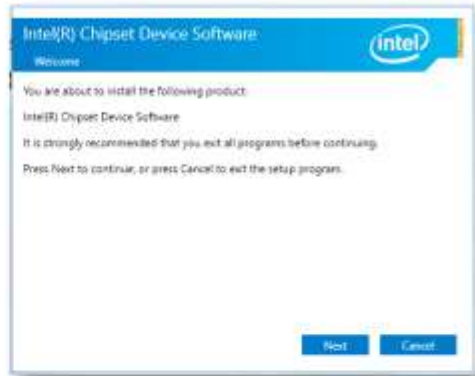 Intel(R) Chipset Device Software
Welcome
intel
You are about to install the following product:
Intel(R) Chipset Device Software
It is strongly recommended that you exit all programs before continuing.
Press Next to continue, or press Cancel to exit the setup program.
Next
Cancel